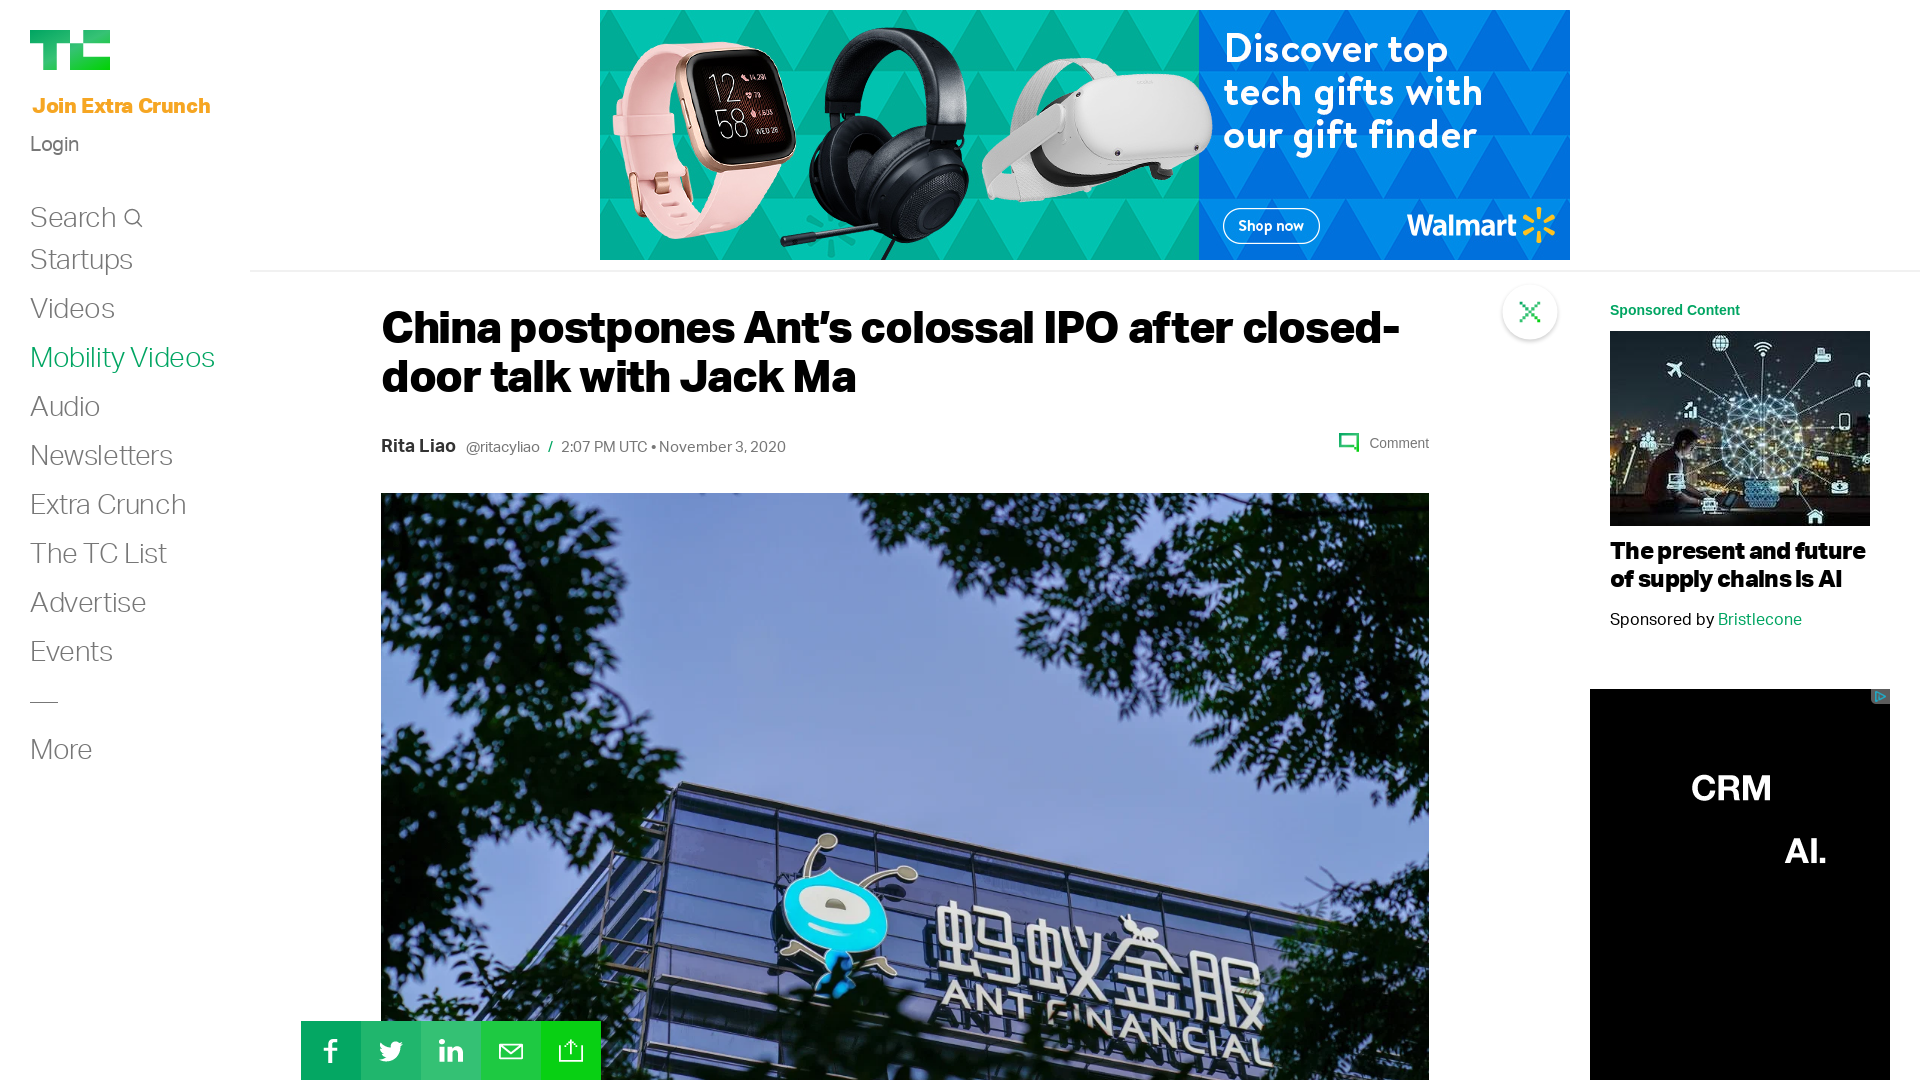 TC
Join Extra Crunch
Login
Search
Startups
Videos
Mobility Videos
Audio
Newsletters
Extra Crunch
The TC List
Advertise
Events
More
Discover top
tech gifts with
our gift finder
Shop now
Walmart
12
58
WED 28
China postpones Ant’s colossal IPO after closed-
door talk with Jack Ma
Rita Liao @ritacyliao / 2:07 PM UTC • November 3, 2020
Comment
蚂蚁金服
ANT FINANCIAL
Sponsored Content
The present and future
of supply chains is AI
Sponsored by Bristlecone
CRM
AI.